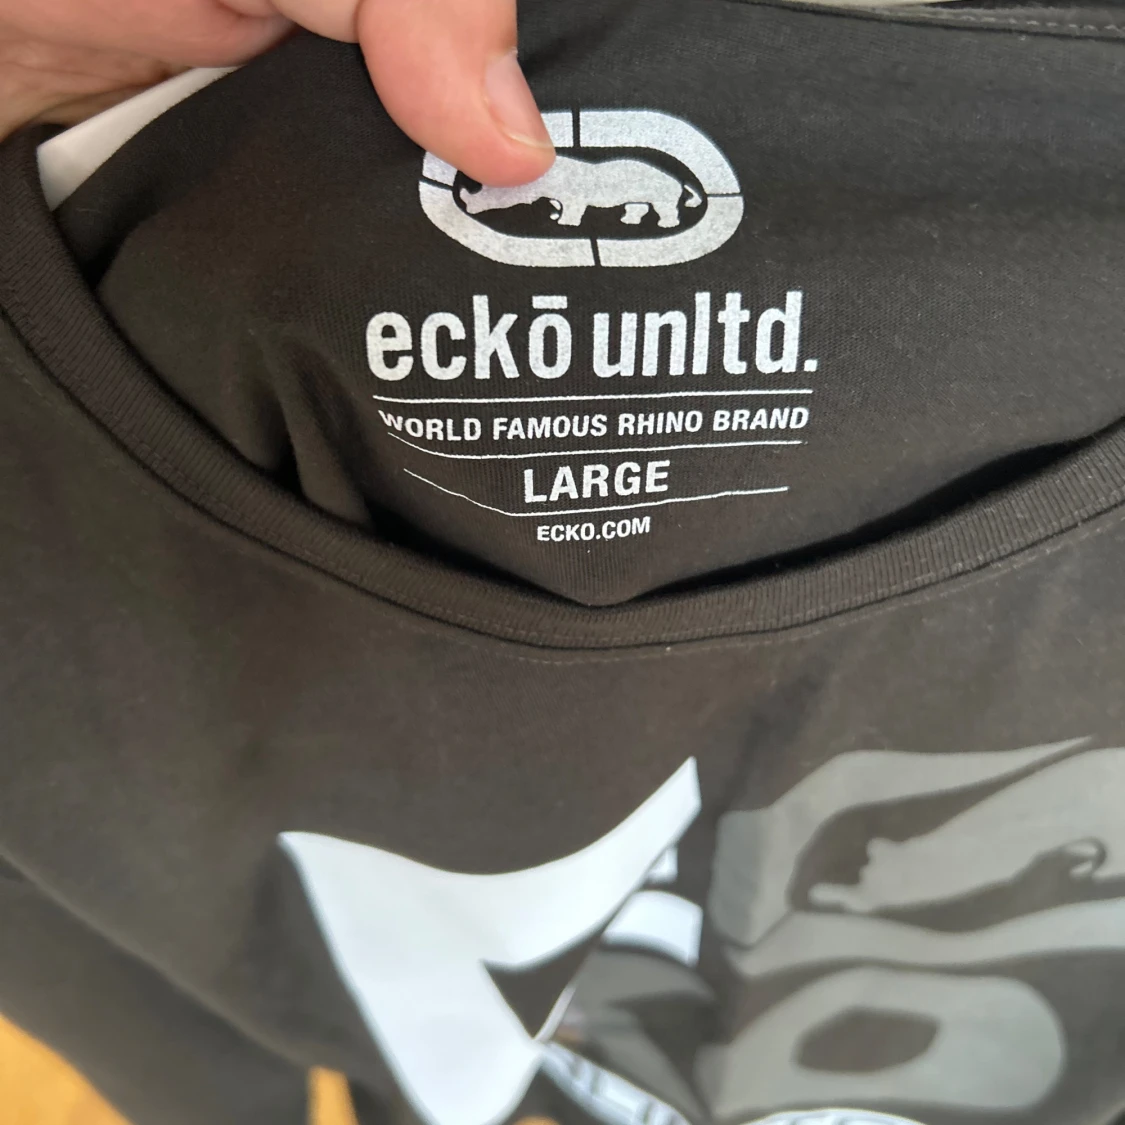 eckō unltd.
WORLD FAMOUS RHINO BRAND
LARGE
ECKO.COM